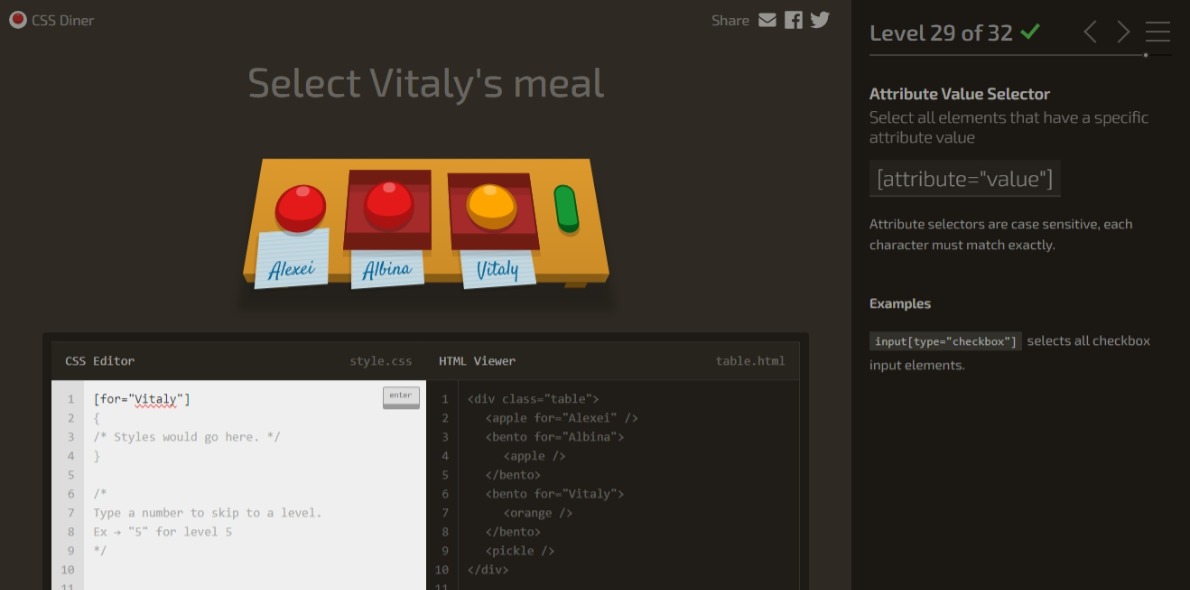 CSS Diner
Share
Select Vitaly's meal
Alexei
Albina
Vitaly
CSS Editor
style.css
1 [for="Vitaly"]
enter
2 {
3 /* Styles would go here. */
4 }
5
6 /*
7 Type a number to skip to a level.
8 Ex → "5" for level 5
9 */
10
11
HTML Viewer
table.html
1 <div class="table">
2 <apple for="Alexei" />
3 <bento for="Albina">
4 <apple />
5 </bento>
6 <bento for="Vitaly">
7 <orange />
8 </bento>
9 <pickle />
10 </div>
11
Level 29 of 32
Attribute Value Selector
Select all elements that have a specific
attribute value
[attribute="value"]
Attribute selectors are case sensitive, each
character must match exactly.
Examples
input[type="checkbox"] selects all checkbox
input elements.